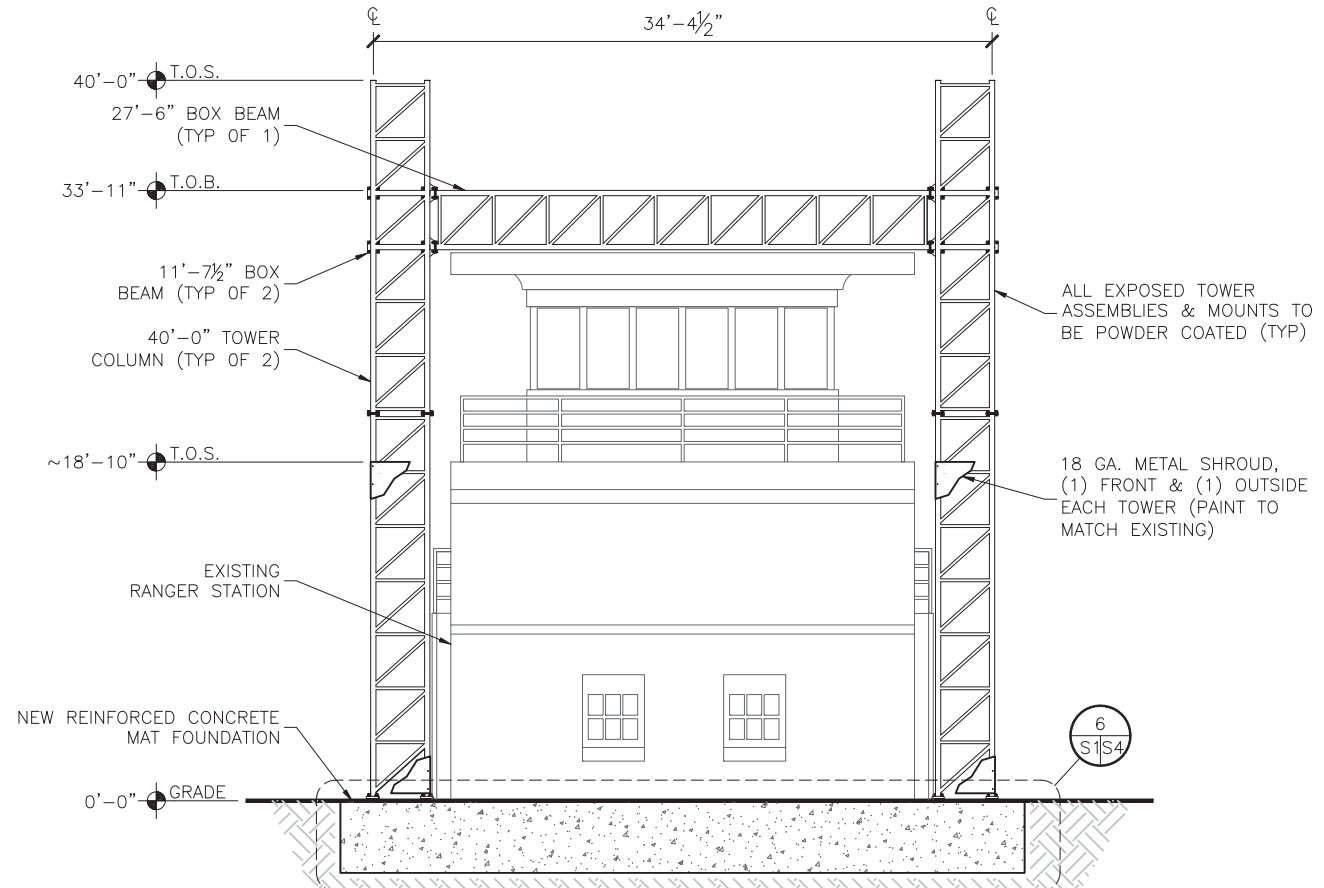 ℄
34'-4½"
℄
40'-0" T.O.S.
27'-6" BOX BEAM
(TYP OF 1)
33'-11" T.O.B.
11'-7½" BOX
BEAM (TYP OF 2)
40'-0" TOWER
COLUMN (TYP OF 2)
~18'-10" T.O.S.
EXISTING
RANGER STATION
NEW REINFORCED CONCRETE
MAT FOUNDATION
0'-0" GRADE
ALL EXPOSED TOWER
ASSEMBLIES & MOUNTS TO
BE POWDER COATED (TYP)
18 GA. METAL SHROUD,
(1) FRONT & (1) OUTSIDE
EACH TOWER (PAINT TO
MATCH EXISTING)
6
S1 S4